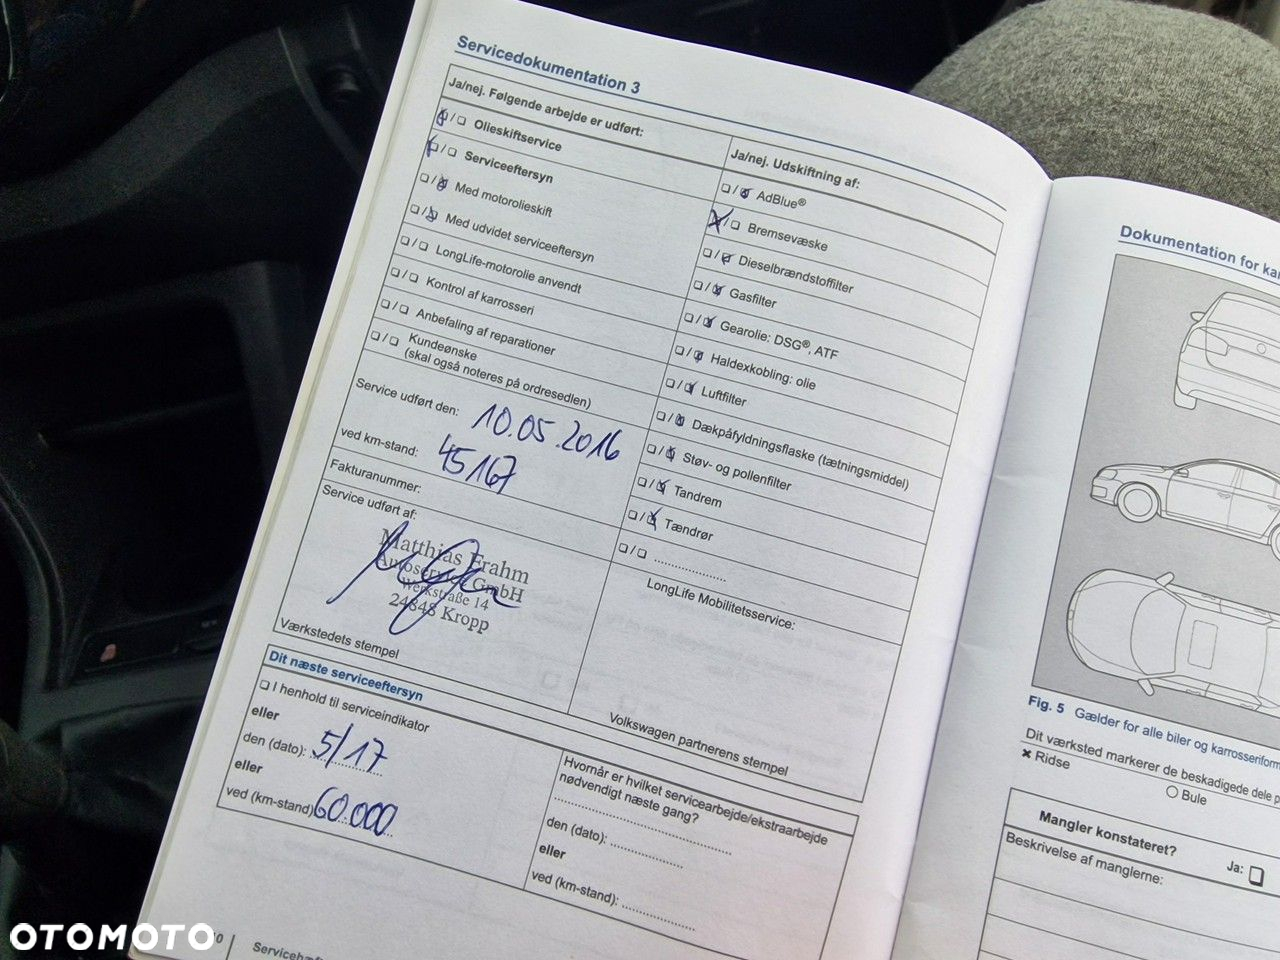 Servicedokumentation 3
Ja/nej. Følgende arbejde er udført:
Olieskiftservice
Serviceeftersyn
Med motorolieskift
Med udvidet serviceeftersyn
LongLife-motorolie anvendt
Kontrol af karrosseri
Anbefaling af reparationer
Kundeønske
(skal også noteres på ordresedlen)
Service udført den: 10.05.2016
ved km-stand: 45167
Fakturanummer:
Service udført af:
Matthias Frahm
Autoservice GmbH
Werkstraße 14
24848 Kropp
Værkstedets stempel
Ja/nej. Udskiftning af:
AdBlue®
Bremsevæske
Dieselbrændstoffilter
Gasfilter
Gearolie: DSG®, ATF
Haldexkobling: olie
Luftfilter
Dækpåfyldningsflaske (tætningsmiddel)
Støv- og pollenfilter
Tandrem
Tændrør
LongLife Mobilitetsservice:
Volkswagen partnerens stempel
Dit næste serviceeftersyn
I henhold til serviceindikator
eller
den (dato): 5/17
eller
ved (km-stand) 60.000
Hvornår er hvilket servicearbejde/ekstraarbejde
nødvendigt næste gang?
den (dato):
eller
ved (km-stand):
Dokumentation for
Fig. 5 Gælder for alle biler og
Dit værksted markerer de beskadigede dele
Ridse
Bule
Mangler konstateret?
Ja:
Beskrivelse af manglerne:
OTOMOTO